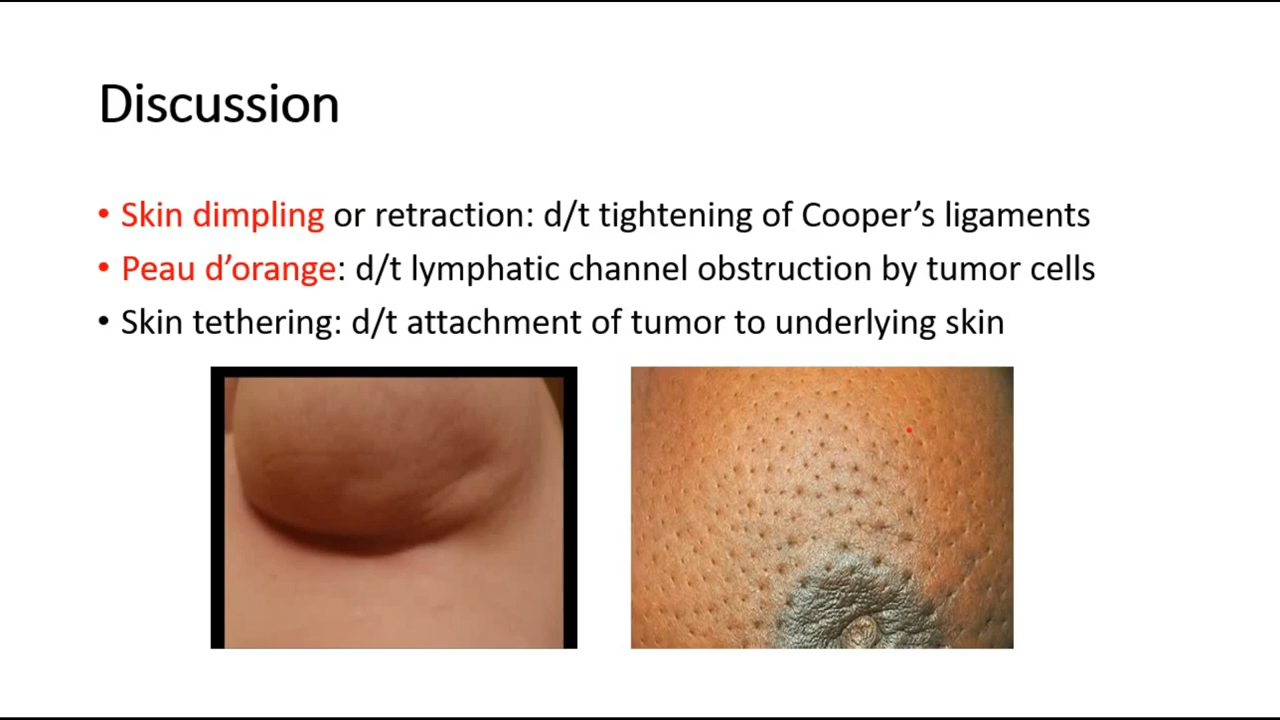 Discussion
• Skin dimpling or retraction: d/t tightening of Cooper’s ligaments
• Peau d’orange: d/t lymphatic channel obstruction by tumor cells
• Skin tethering: d/t attachment of tumor to underlying skin